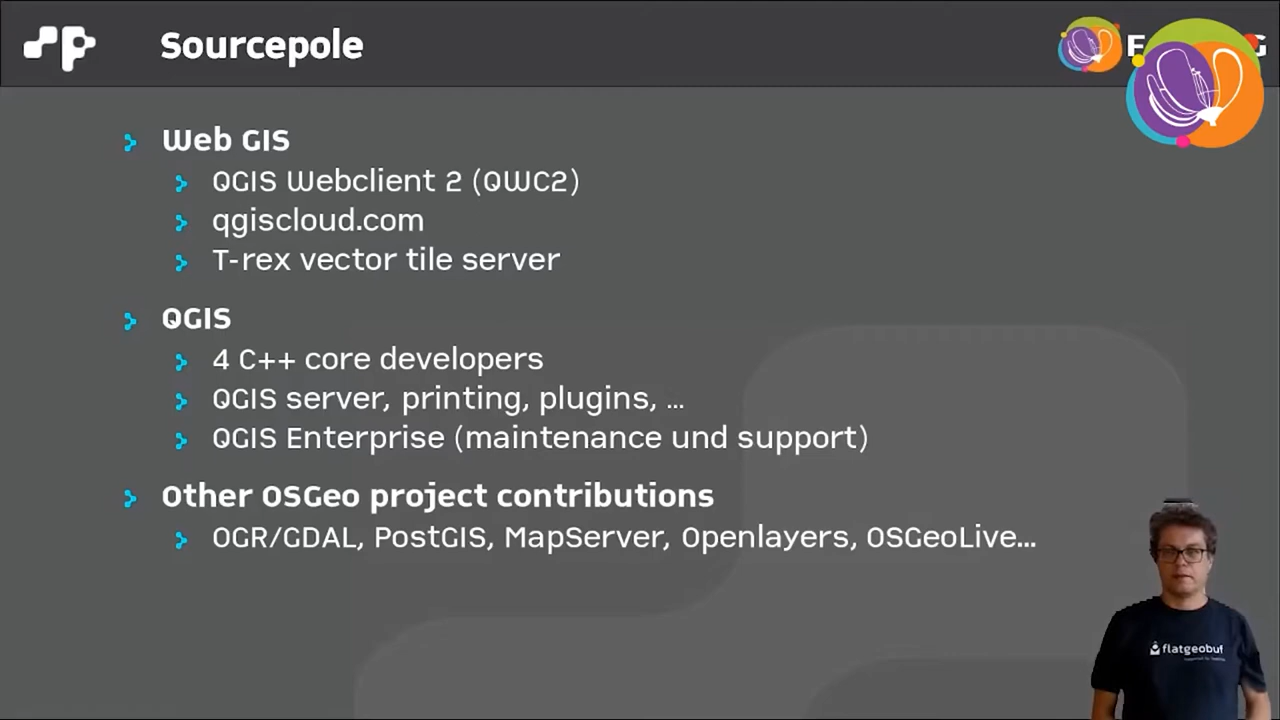 Sourcepole
Web GIS
QGIS Webclient 2 (QWC2)
qgiscloud.com
T-rex vector tile server
QGIS
4 C++ core developers
QGIS server, printing, plugins, ...
QGIS Enterprise (maintenance und support)
Other OSGeo project contributions
OGR/GDAL, PostGIS, MapServer, Openlayers, OSGeoLive...
flatgeobuf